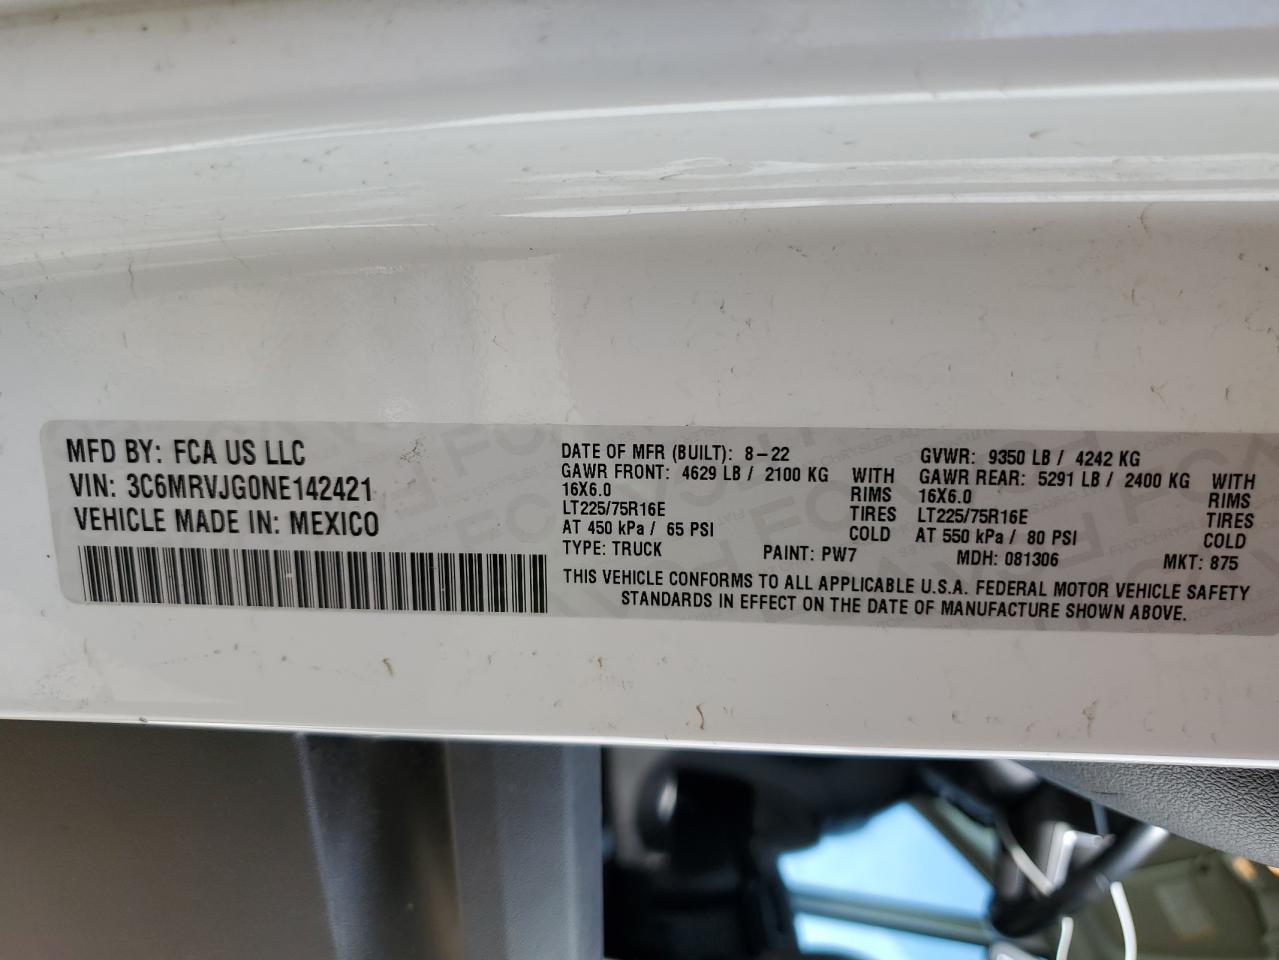 MFD BY: FCA US LLC
VIN: 3C6MRVJG0NE142421
VEHICLE MADE IN: MEXICO
DATE OF MFR (BUILT): 8-22
GAWR FRONT: 4629 LB / 2100 KG WITH
16X6.0 RIMS
LT225/75R16E TIRES
AT 450 kPa / 65 PSI COLD
GVWR: 9350 LB / 4242 KG
GAWR REAR: 5291 LB / 2400 KG WITH
16X6.0 RIMS
LT225/75R16E TIRES
AT 550 kPa / 80 PSI COLD
TYPE: TRUCK PAINT: PW7 MDH: 081306 MKT: 875
THIS VEHICLE CONFORMS TO ALL APPLICABLE U.S.A. FEDERAL MOTOR VEHICLE SAFETY
STANDARDS IN EFFECT ON THE DATE OF MANUFACTURE SHOWN ABOVE.